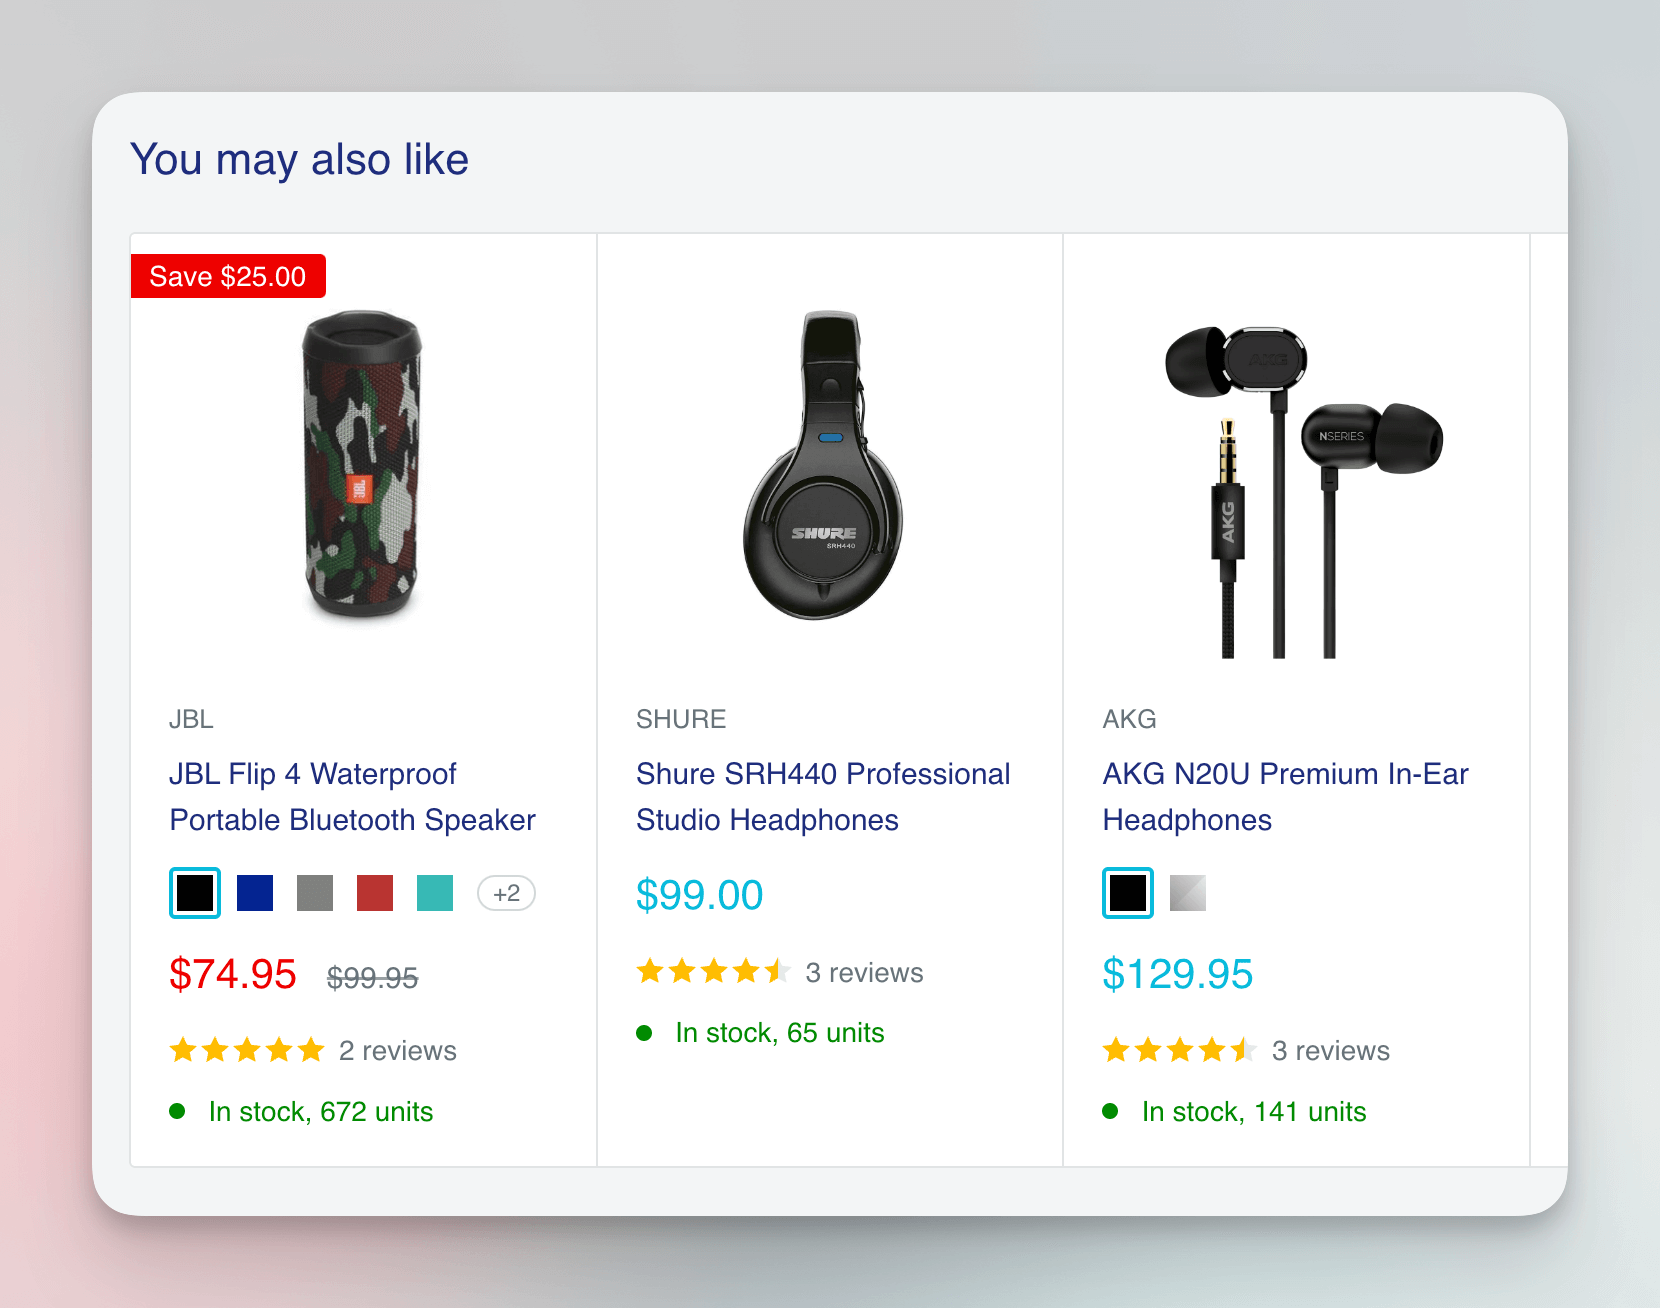 You may also like
Save $25.00
JBL
SHURE
SRH440
AKG
NSERIES
AKG
JBL
JBL Flip 4 Waterproof
Portable Bluetooth Speaker
+2
$74.95 $99.95
2 reviews
In stock, 672 units
SHURE
Shure SRH440 Professional
Studio Headphones
$99.00
3 reviews
In stock, 65 units
AKG
AKG N20U Premium In-Ear
Headphones
$129.95
3 reviews
In stock, 141 units